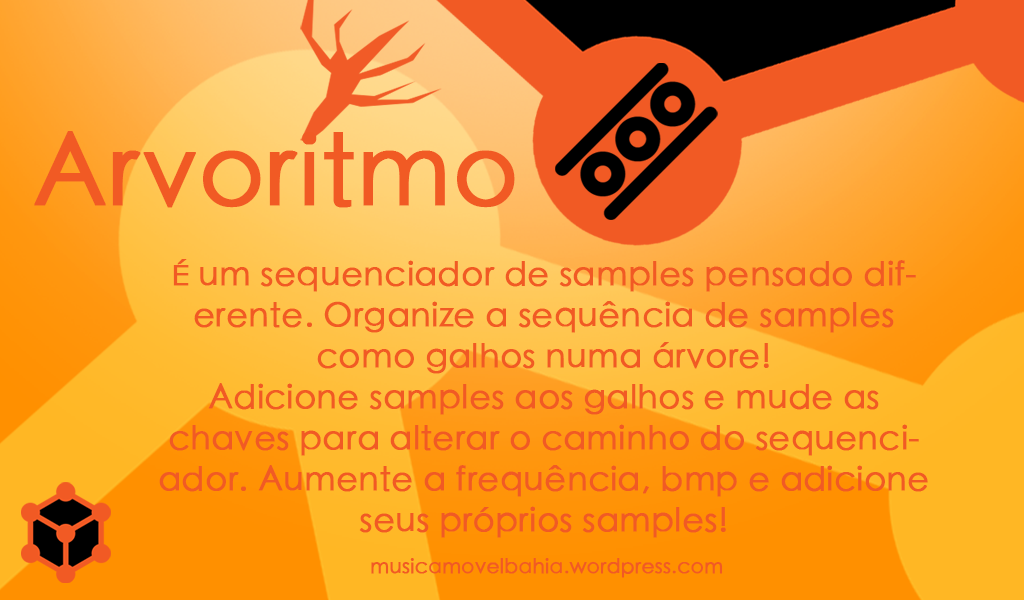 Arvoritmo
É um sequenciador de samples pensado dif-
erente. Organize a sequência de samples
como galhos numa árvore!
Adicione samples aos galhos e mude as
chaves para alterar o caminho do sequenci-
ador. Aumente a frequência, bmp e adicione
seus próprios samples!
musicamovelbahia.wordpress.com